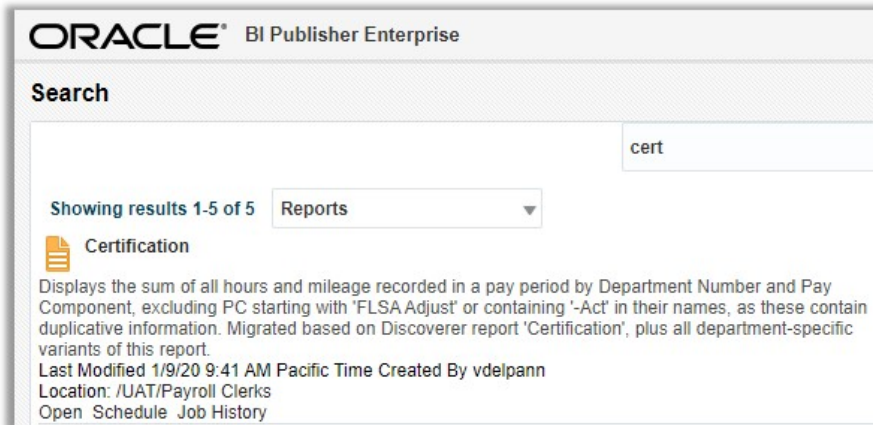 ORACLE® BI Publisher Enterprise
Search
cert
Showing results 1-5 of 5 Reports
Certification
Displays the sum of all hours and mileage recorded in a pay period by Department Number and Pay
Component, excluding PC starting with 'FLSA Adjust' or containing '-Act' in their names, as these contain
duplicative information. Migrated based on Discoverer report 'Certification', plus all department-specific
variants of this report.
Last Modified 1/9/20 9:41 AM Pacific Time Created By vdelpann
Location: /UAT/Payroll Clerks
Open Schedule Job History